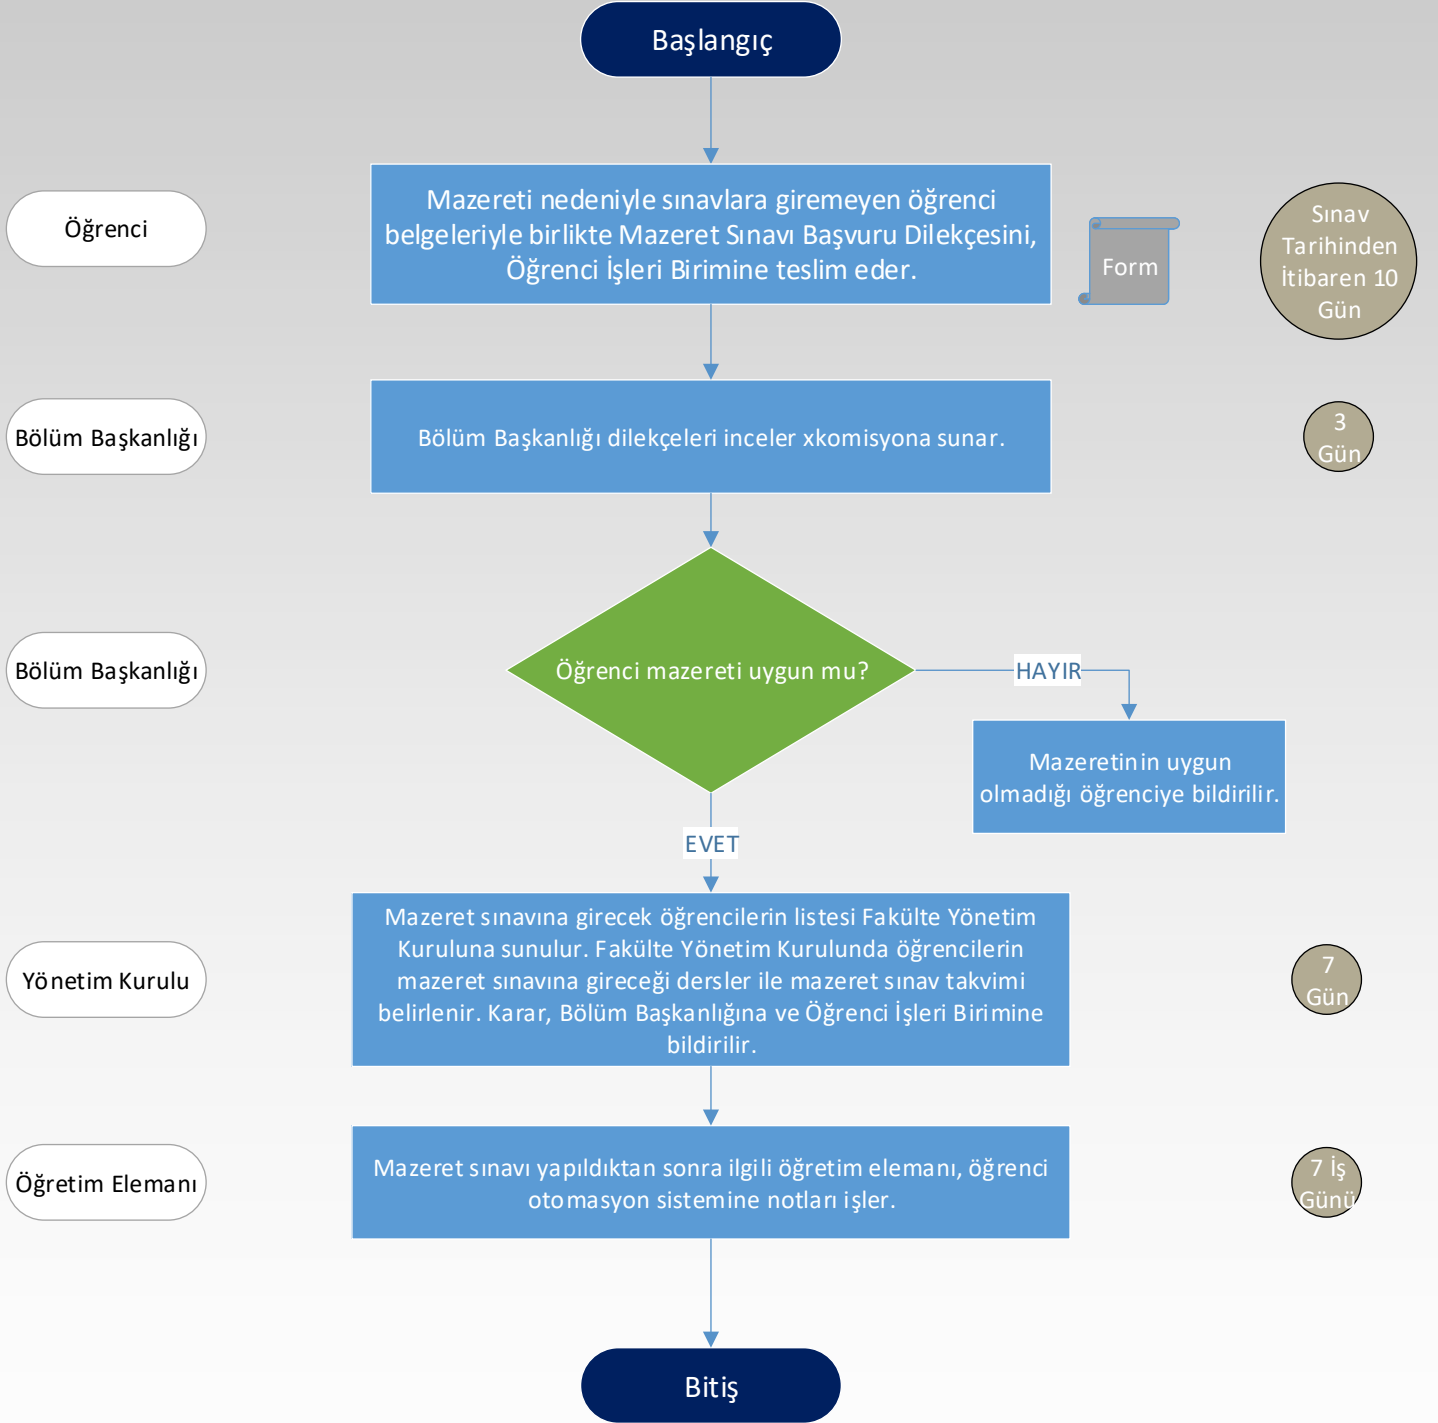 Başlangıç
Öğrenci
Mazereti nedeniyle sınavlara giremeyen öğrenci
belgeleriyle birlikte Mazeret Sınavı Başvuru Dilekçesini,
Öğrenci İşleri Birimine teslim eder.
Form
Sınav
Tarihinden
İtibaren 10
Gün
Bölüm Başkanlığı
Bölüm Başkanlığı dilekçeleri inceler xkomisyona sunar.
3
Gün
Bölüm Başkanlığı
Öğrenci mazereti uygun mu?
HAYIR
Mazeretinin uygun
olmadığı öğrenciye bildirilir.
EVET
Yönetim Kurulu
Mazeret sınavına girecek öğrencilerin listesi Fakülte Yönetim
Kuruluna sunulur. Fakülte Yönetim Kurulunda öğrencilerin
mazeret sınavına gireceği dersler ile mazeret sınav takvimi
belirlenir. Karar, Bölüm Başkanlığına ve Öğrenci İşleri Birimine
bildirilir.
7
Gün
Öğretim Elemanı
Mazeret sınavı yapıldıktan sonra ilgili öğretim elemanı, öğrenci
otomasyon sistemine notları işler.
7 İş
Günü
Bitiş